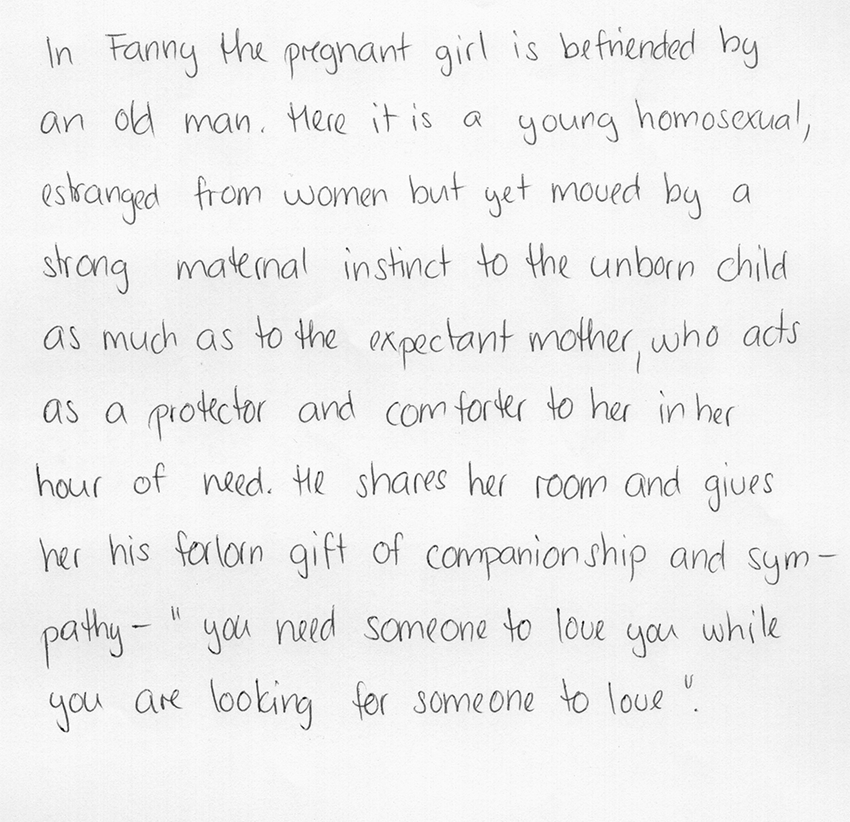 In Fanny the pregnant girl is befriended by
an old man. Here it is a young homosexual,
estranged from women but yet moved by a
strong maternal instinct to the unborn child
as much as to the expectant mother, who acts
as a protector and comforter to her in her
hour of need. He shares her room and gives
her his forlorn gift of companionship and sym-
pathy - "you need someone to love you while
you are looking for someone to love".